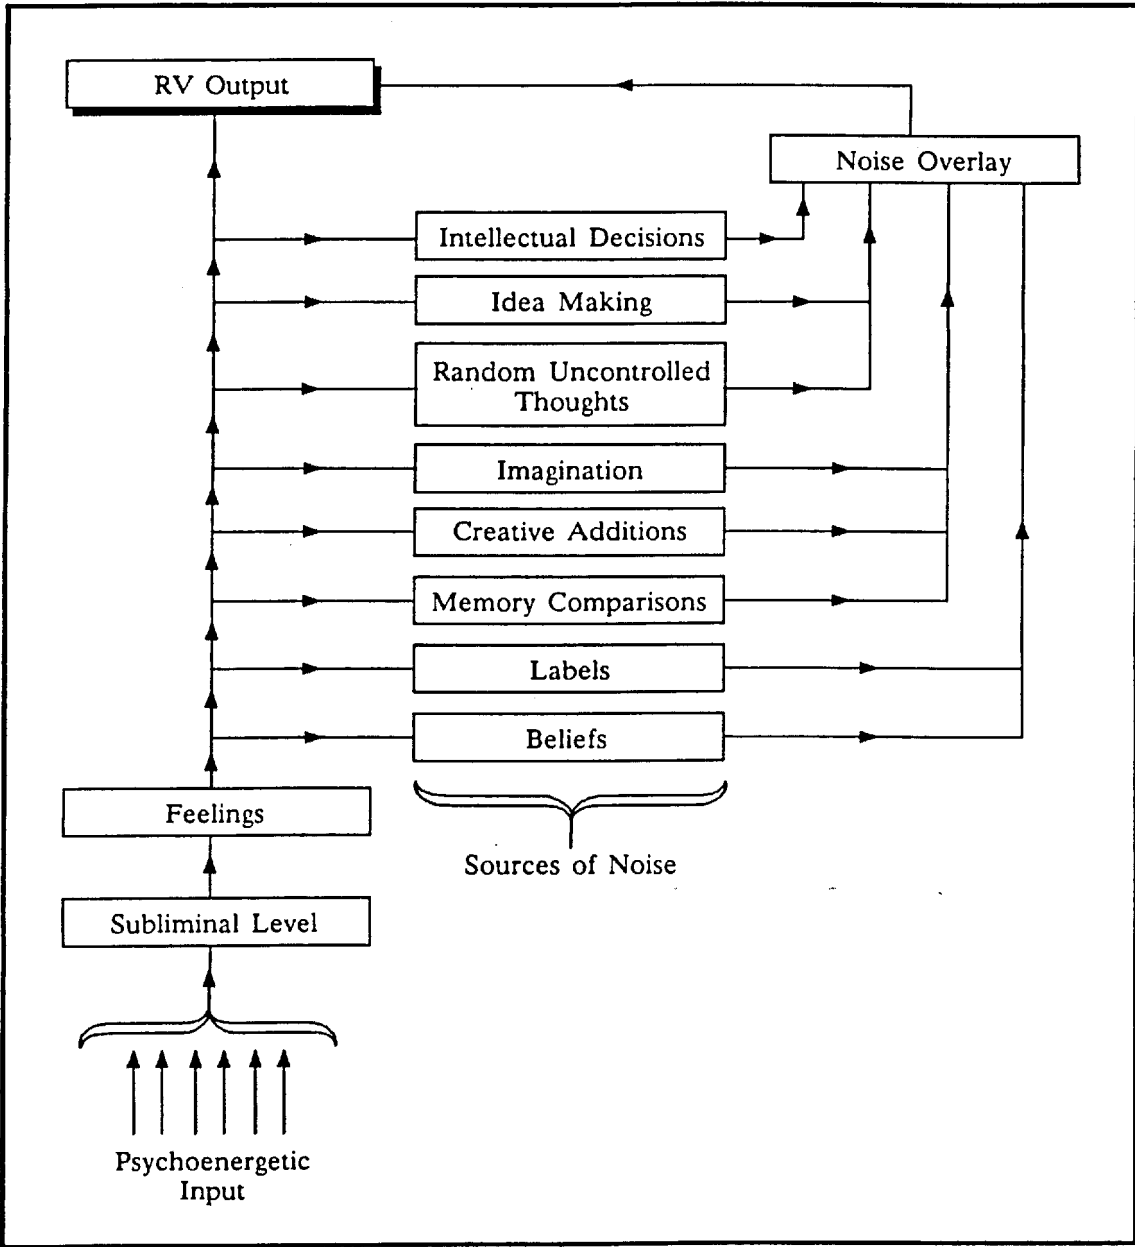 RV Output
Noise Overlay
Intellectual Decisions
Idea Making
Random Uncontrolled
Thoughts
Imagination
Creative Additions
Memory Comparisons
Labels
Beliefs
Feelings
Sources of Noise
Subliminal Level
Psychoenergetic
Input